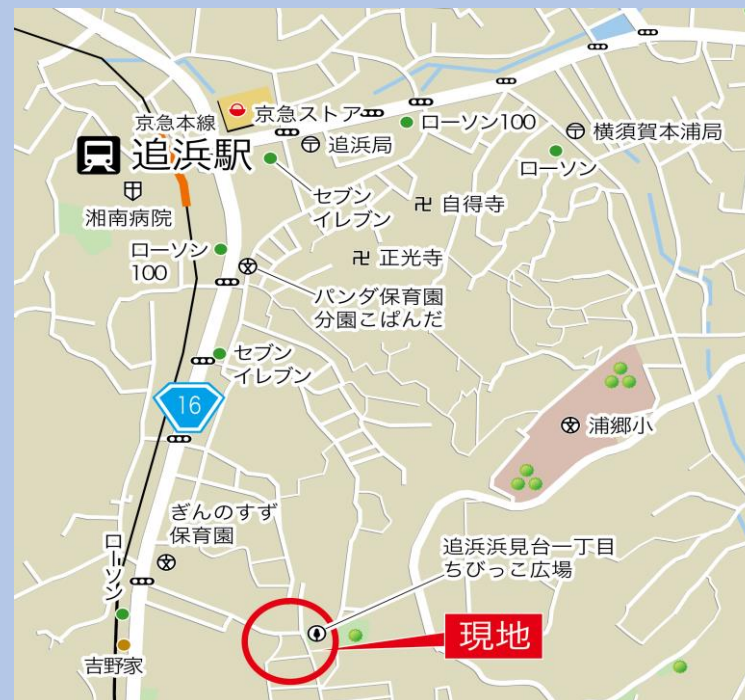 京急ストア
京急本線
追浜駅
追浜局
ローソン100
横須賀本浦局
ローソン
セブン
イレブン
湘南病院
自得寺
ローソン
100
正光寺
パンダ保育園
分園こぱんだ
セブン
イレブン
16
浦郷小
ぎんのすず
保育園
追浜浜見台一丁目
ちびっこ広場
ローソン
現地
吉野家